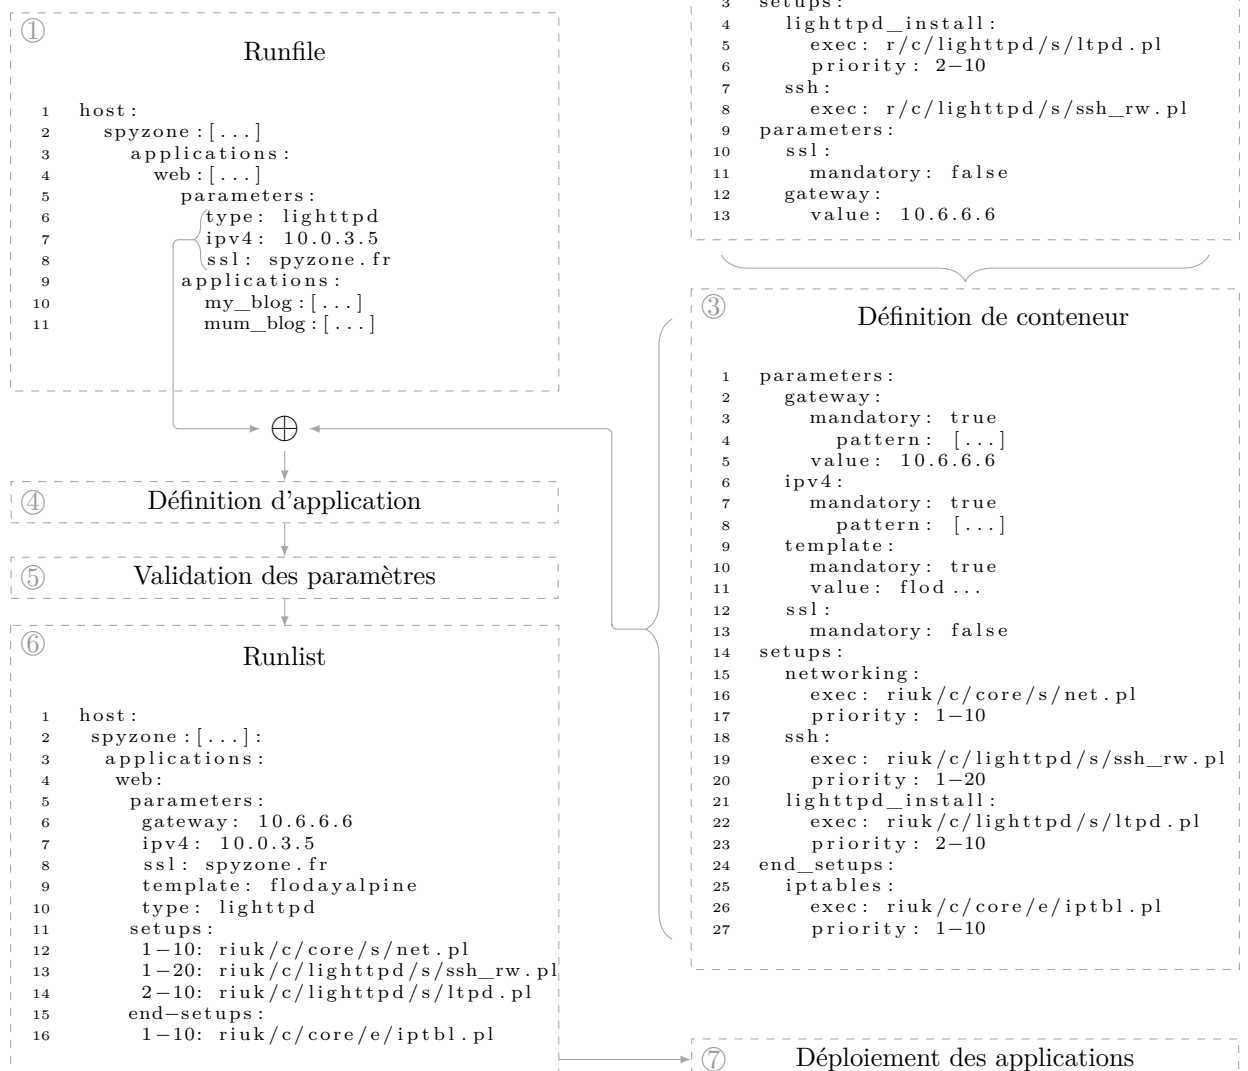 ①
Runfile
1 host:
2 spyzone:[...]
3 applications:
4 web:[...]
5 parameters:
6 type: lighttpd
7 ipv4: 10.0.3.5
8 ssl: spyzone.fr
9 applications:
10 my_blog:[...]
11 mum_blog:[...]
3 setups:
4 lighttpd_install:
5 exec: r/c/lighttpd/s/ltpd.pl
6 priority: 2-10
7 ssh:
8 exec: r/c/lighttpd/s/ssh_rw.pl
9 parameters:
10 ssl:
11 mandatory: false
12 gateway:
13 value: 10.6.6.6
③
Définition de conteneur
1 parameters:
2 gateway:
3 mandatory: true
4 pattern: [...]
5 value: 10.6.6.6
6 ipv4:
7 mandatory: true
8 pattern: [...]
9 template:
10 mandatory: true
11 value: flod...
12 ssl:
13 mandatory: false
14 setups:
15 networking:
16 exec: riuk/c/core/s/net.pl
17 priority: 1-10
18 ssh:
19 exec: riuk/c/lighttpd/s/ssh_rw.pl
20 priority: 1-20
21 lighttpd_install:
22 exec: riuk/c/lighttpd/s/ltpd.pl
23 priority: 2-10
24 end_setups:
25 iptables:
26 exec: riuk/c/core/e/iptbl.pl
27 priority: 1-10
④ Définition d'application
⑤ Validation des paramètres
⑥
Runlist
1 host:
2 spyzone:[...]:
3 applications:
4 web:
5 parameters:
6 gateway: 10.6.6.6
7 ipv4: 10.0.3.5
8 ssl: spyzone.fr
9 template: flodayalpine
10 type: lighttpd
11 setups:
12 1-10: riuk/c/core/s/net.pl
13 1-20: riuk/c/lighttpd/s/ssh_rw.pl
14 2-10: riuk/c/lighttpd/s/ltpd.pl
15 end-setups:
16 1-10: riuk/c/core/e/iptbl.pl
⑦ Déploiement des applications